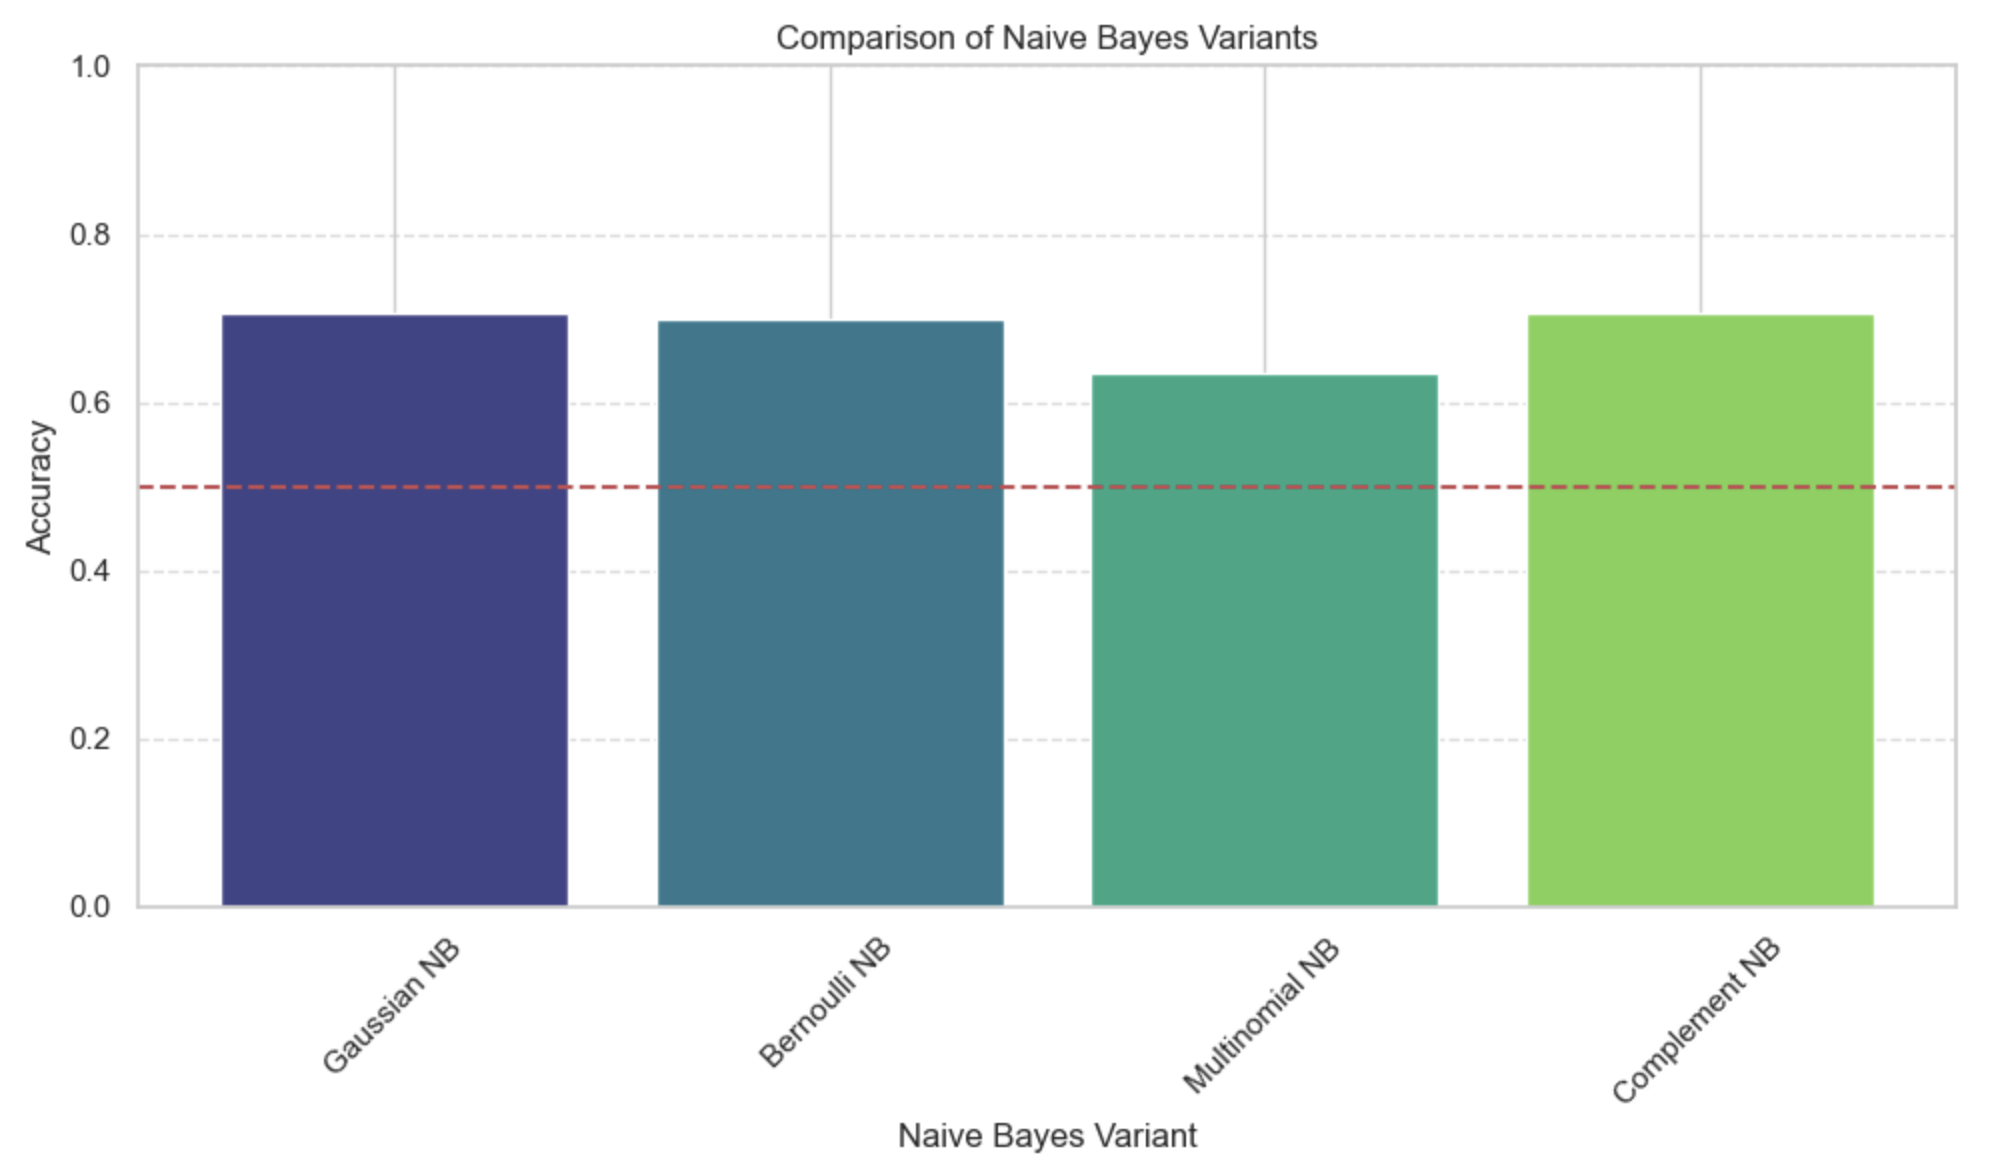 Comparison of Naive Bayes Variants
1.0
0.8
0.6
0.4
0.2
0.0
Accuracy
Gaussian NB
Bernoulli NB
Multinomial NB
Complement NB
Naive Bayes Variant